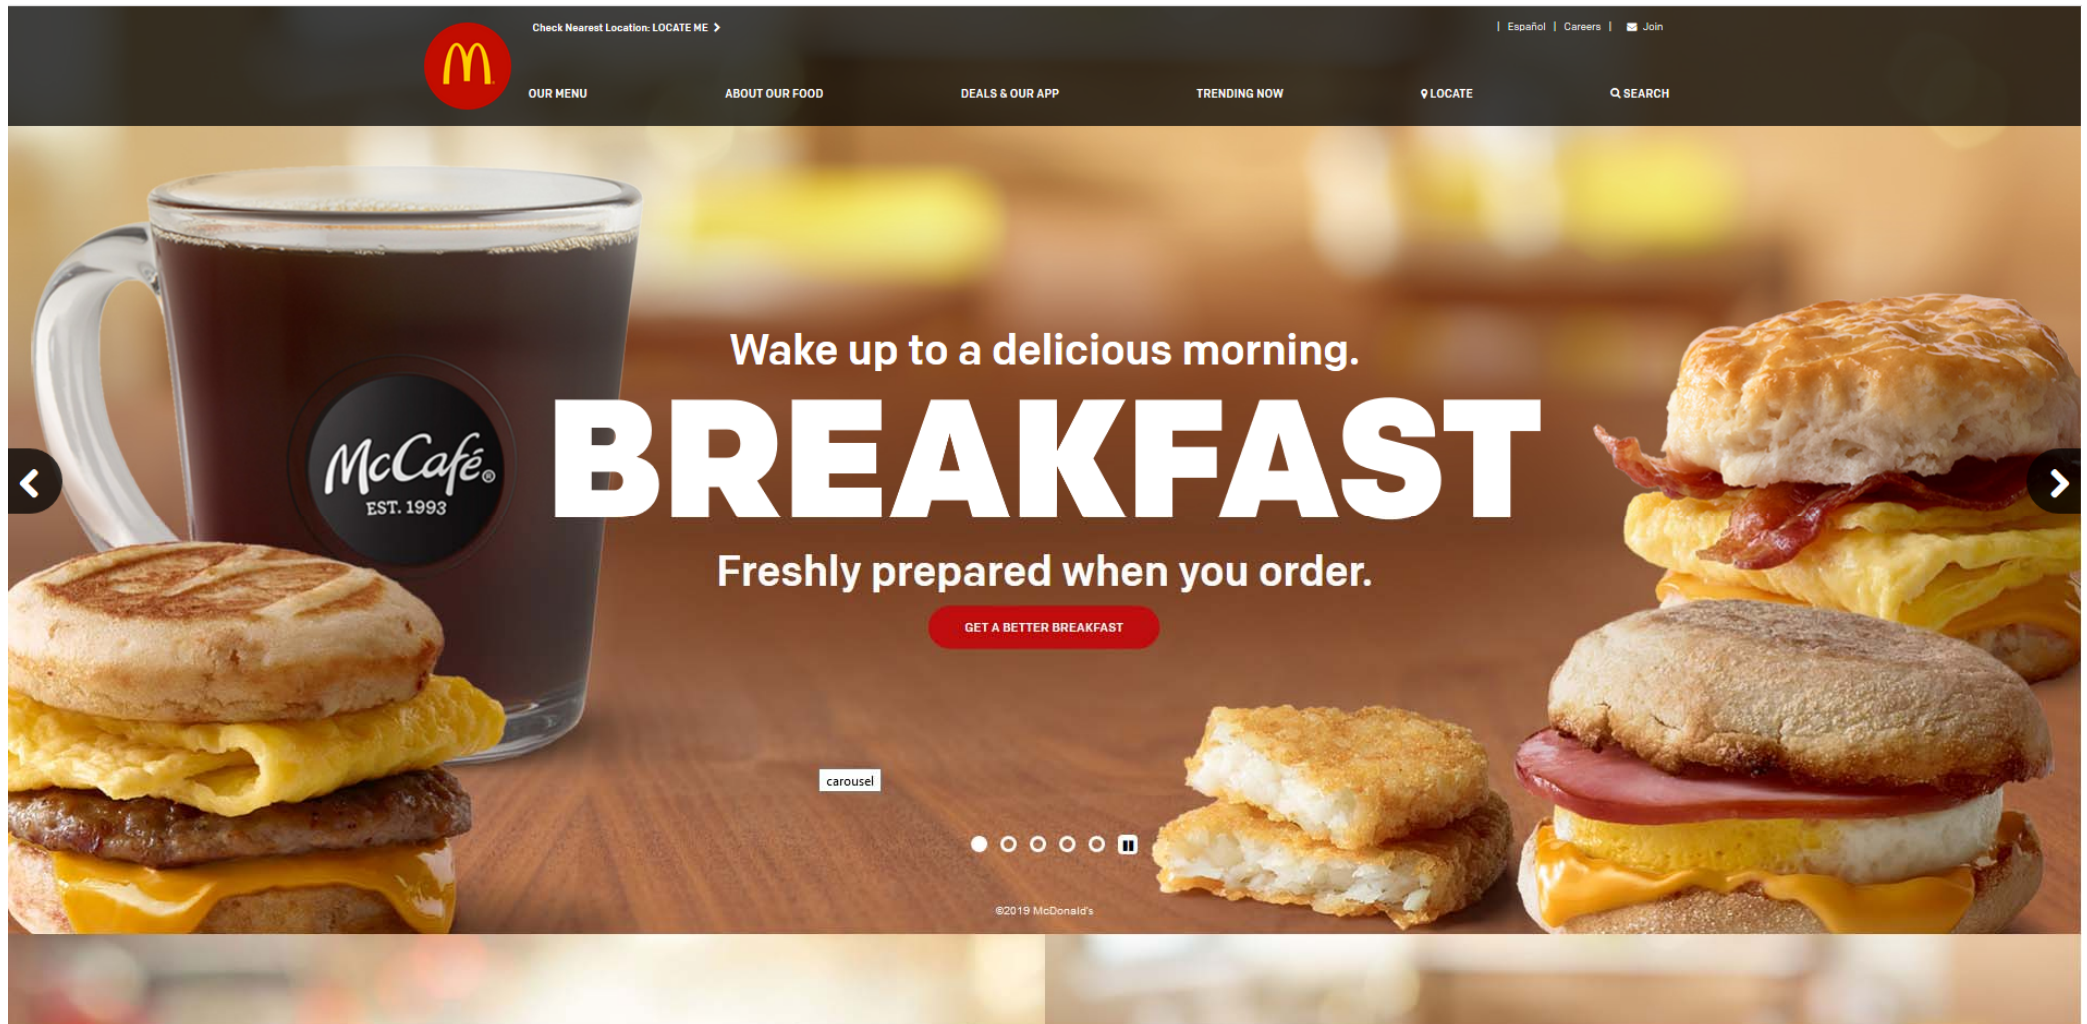 Check Nearest Location: LOCATE ME
| Español | Careers | Join
OUR MENU
ABOUT OUR FOOD
DEALS & OUR APP
TRENDING NOW
LOCATE
SEARCH
Wake up to a delicious morning.
BREAKFAST
Freshly prepared when you order.
GET A BETTER BREAKFAST
McCafé®
EST. 1993
carousel
©2019 McDonald's